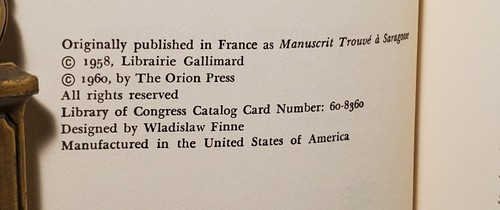 Originally published in France as Manuscrit Trouvé à Saragosse
© 1958, Librairie Gallimard
© 1960, by The Orion Press
All rights reserved
Library of Congress Catalog Card Number: 60-8360
Designed by Wladislaw Finne
Manufactured in the United States of America